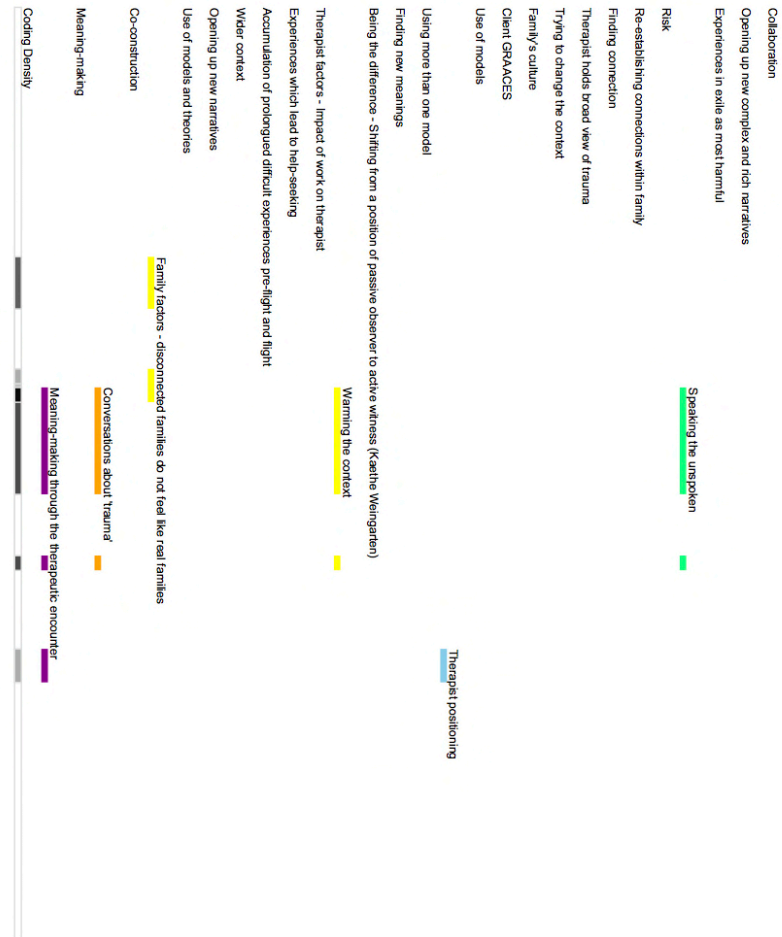 Collaboration
Opening up new complex and rich narratives
Experiences in exile as most harmful
Speaking the unspoken
Risk
Re-establishing connections within family
Finding connection
Therapist holds broad view of trauma
Trying to change the context
Family's culture
Client GRAACES
Use of models
Therapist positioning
Using more than one model
Finding new meanings
Being the difference - Shifting from a position of passive observer to active witness (Kaethe Weingarten)
Warming the context
Therapist factors - Impact of work on therapist
Experiences which lead to help-seeking
Accumulation of prolongued difficult experiences pre-flight and flight
Wider context
Opening up new narratives
Use of models and theories
Family factors - disconnected families do not feel like real families
Co-construction
Conversations about 'trauma'
Meaning-making
Meaning-making through the therapeutic encounter
Coding Density